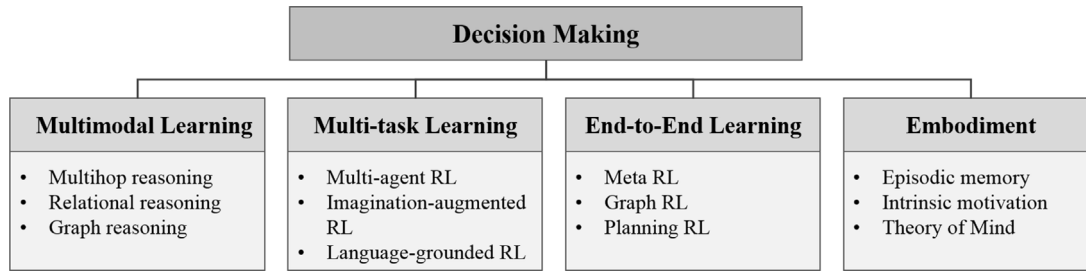 Decision Making
Multimodal Learning
• Multihop reasoning
• Relational reasoning
• Graph reasoning
Multi-task Learning
• Multi-agent RL
• Imagination-augmented
RL
• Language-grounded RL
End-to-End Learning
• Meta RL
• Graph RL
• Planning RL
Embodiment
• Episodic memory
• Intrinsic motivation
• Theory of Mind